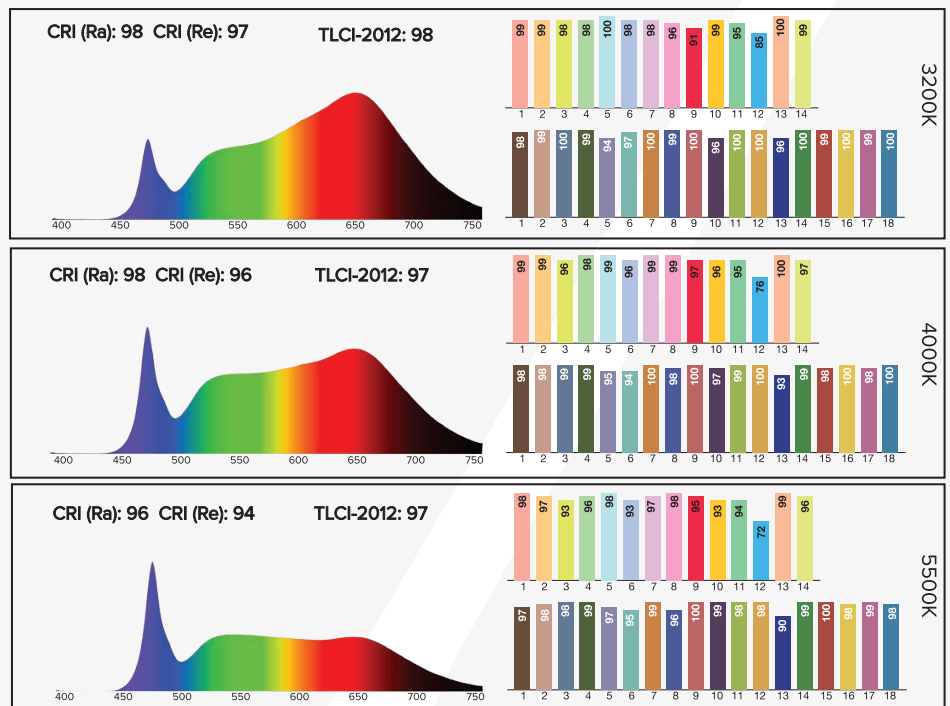 CRI (Ra): 98 CRI (Re): 97 TLCI-2012: 98
99 99 98 98 100 98 98 96 91 99 95 85 100 99
1 2 3 4 5 6 7 8 9 10 11 12 13 14
98 99 100 99 94 97 100 99 100 96 100 100 96 100 99 100 99 100
1 2 3 4 5 6 7 8 9 10 11 12 13 14 15 16 17 18
400 450 500 550 600 650 700 750
3200K
CRI (Ra): 98 CRI (Re): 96 TLCI-2012: 97
99 99 96 98 99 96 99 99 97 96 95 76 100 97
1 2 3 4 5 6 7 8 9 10 11 12 13 14
98 98 99 99 95 94 100 98 100 97 99 100 93 99 98 100 98 100
1 2 3 4 5 6 7 8 9 10 11 12 13 14 15 16 17 18
400 450 500 550 600 650 700 750
4000K
CRI (Ra): 96 CRI (Re): 94 TLCI-2012: 97
98 97 93 96 98 93 97 98 95 93 94 72 99 96
1 2 3 4 5 6 7 8 9 10 11 12 13 14
97 98 98 99 97 95 99 96 100 99 98 98 90 99 100 98 99 98
1 2 3 4 5 6 7 8 9 10 11 12 13 14 15 16 17 18
400 450 500 550 600 650 700 750
5500K